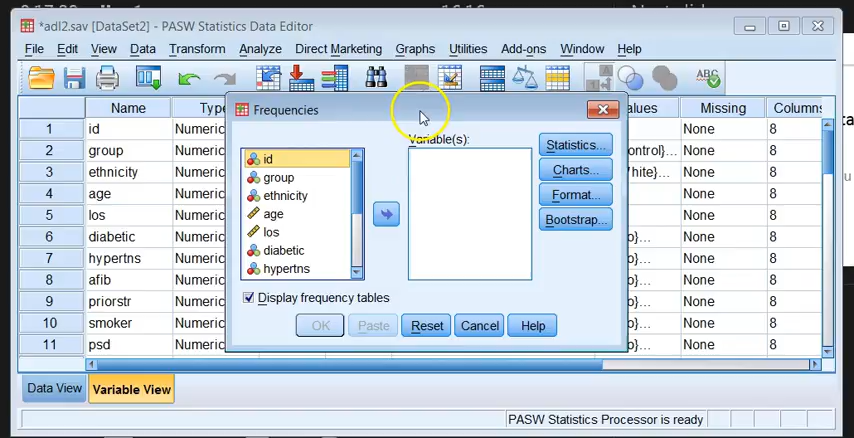 *adl2.sav [DataSet2] - PASW Statistics Data Editor
File Edit View Data Transform Analyze Direct Marketing Graphs Utilities Add-ons Window Help
Name Type Missing Columns
1 id Numeric None 8
2 group Numeric ontrol}... None 8
3 ethnicity Numeric None 8
4 age Numeric None 8
5 los Numeric None 8
6 diabetic Numeric o}... None 8
7 hypertns Numeric o}... None 8
8 afib Numeric o}... None 8
9 priorstr Numeric o}... None 8
10 smoker Numeric o}... None 8
11 psd Numeric o}... None 8
Frequencies
Variable(s):
id
group
ethnicity
age
los
diabetic
hypertns
Statistics...
Charts...
Format...
Bootstrap...
Display frequency tables
OK Paste Reset Cancel Help
Data View Variable View
PASW Statistics Processor is ready